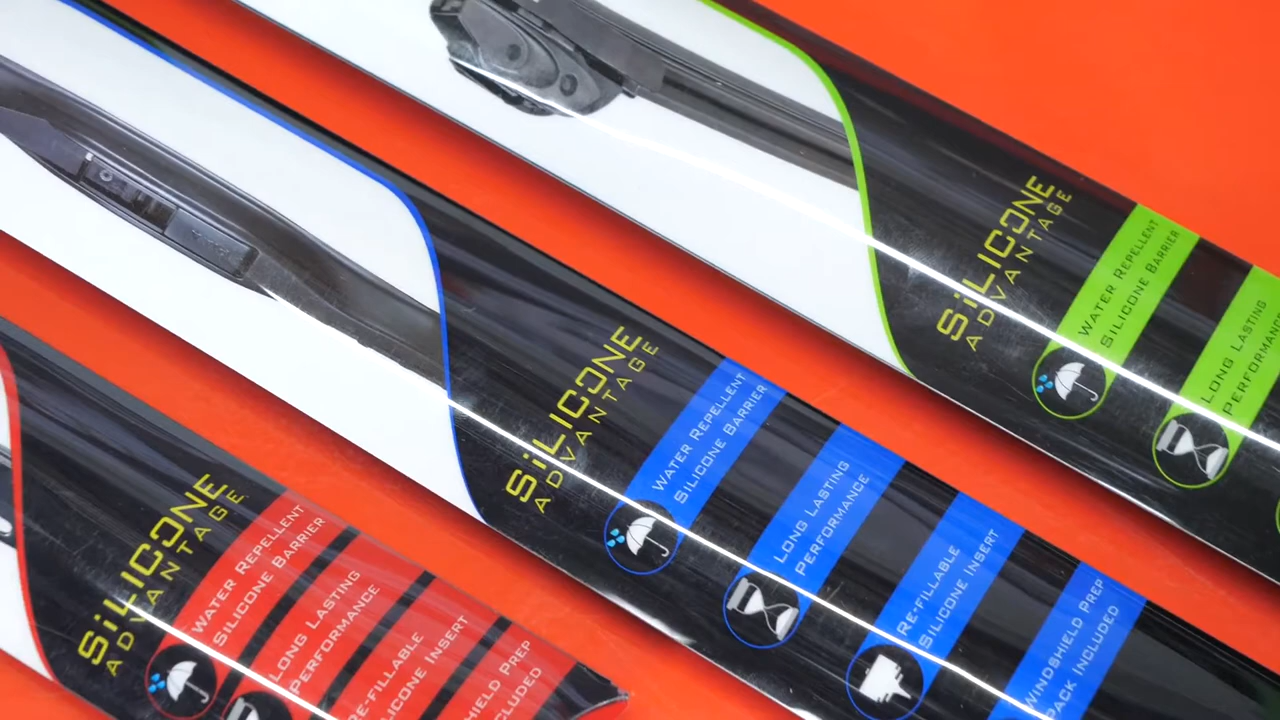 SiLICONE
ADVANTAGE
WATER REPELLENT
SILICONE BARRIER
LONG LASTING
PERFORMANCE
RE-FILLABLE
SILICONE INSERT
SHIELD PREP
CLUDED
SiLICONE
ADVANTAGE
WATER REPELLENT
SILICONE BARRIER
LONG LASTING
PERFORMANCE
RE-FILLABLE
SILICONE INSERT
WINDSHIELD PREP
PACK INCLUDED
SiLICONE
ADVANTAGE
WATER REPELLENT
SILICONE BARRIER
LONG LASTING
PERFORMANCE